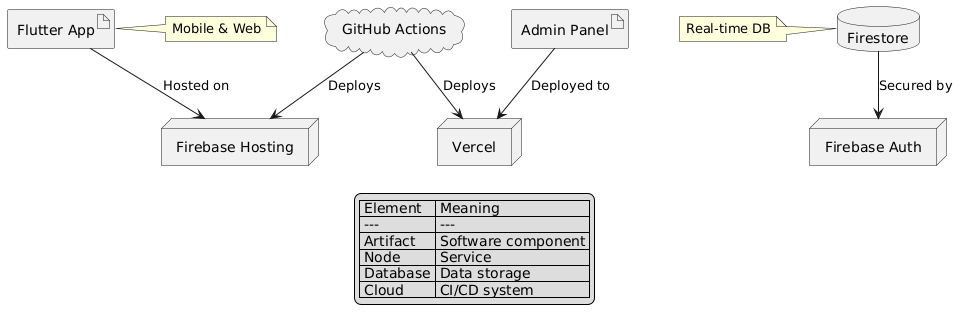 Flutter App
Mobile & Web
GitHub Actions
Admin Panel
Real-time DB
Firestore
Hosted on
Deploys
Deploys
Deployed to
Secured by
Firebase Hosting
Vercel
Firebase Auth
Element Meaning
--- ---
Artifact Software component
Node Service
Database Data storage
Cloud CI/CD system